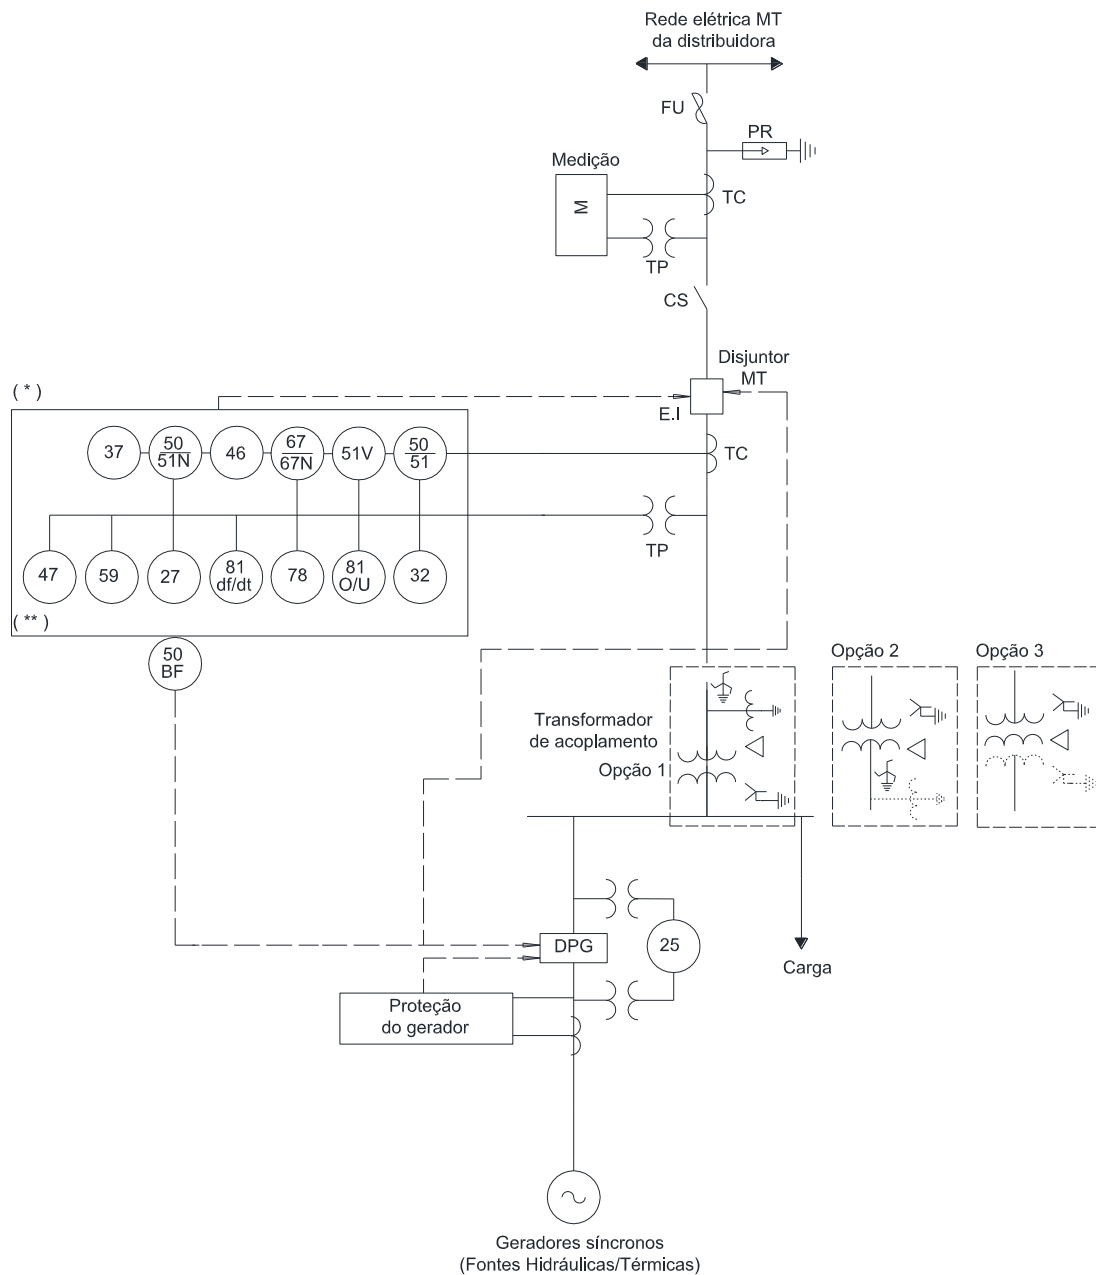 Rede elétrica MT
da distribuidora
FU
PR
Medição
M
TC
TP
CS
Disjuntor
MT
E.I
( * )
37
50
51N
46
67
67N
51V
50
51
TC
TP
47
59
27
81
df/dt
78
81
O/U
32
( ** )
50
BF
Opção 2
Opção 3
Transformador
de acoplamento
Opção 1
DPG
25
Carga
Proteção
do gerador
Geradores síncronos
(Fontes Hidráulicas/Térmicas)